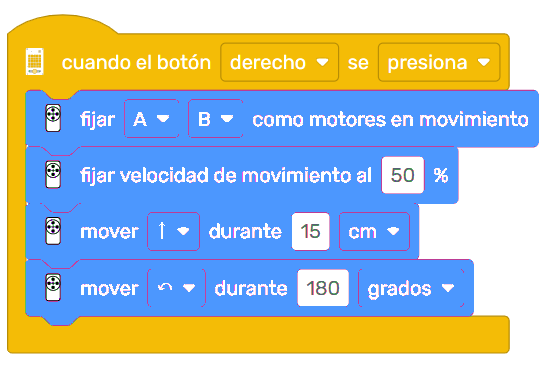 cuando el botón derecho se presiona
fijar A B como motores en movimiento
fijar velocidad de movimiento al 50 %
mover ↑ durante 15 cm
mover ↶ durante 180 grados